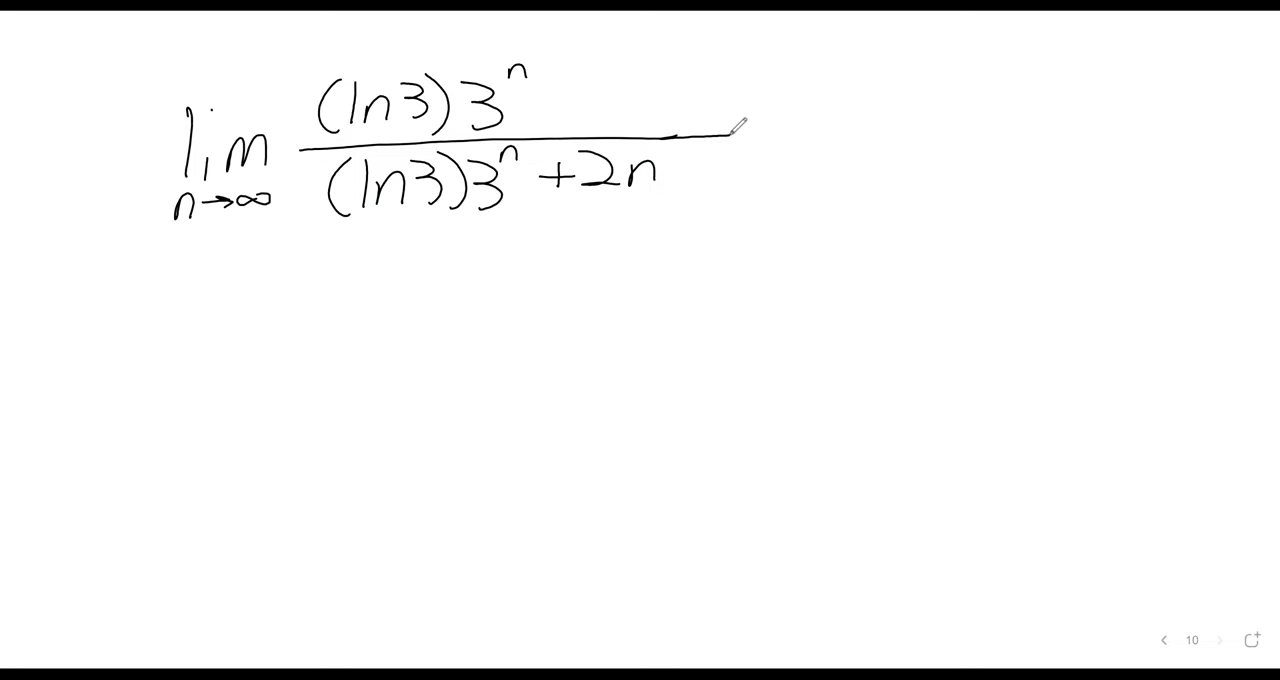 lim n→∞ (ln3)3^n / (ln3)3^n + 2n
< 10 >